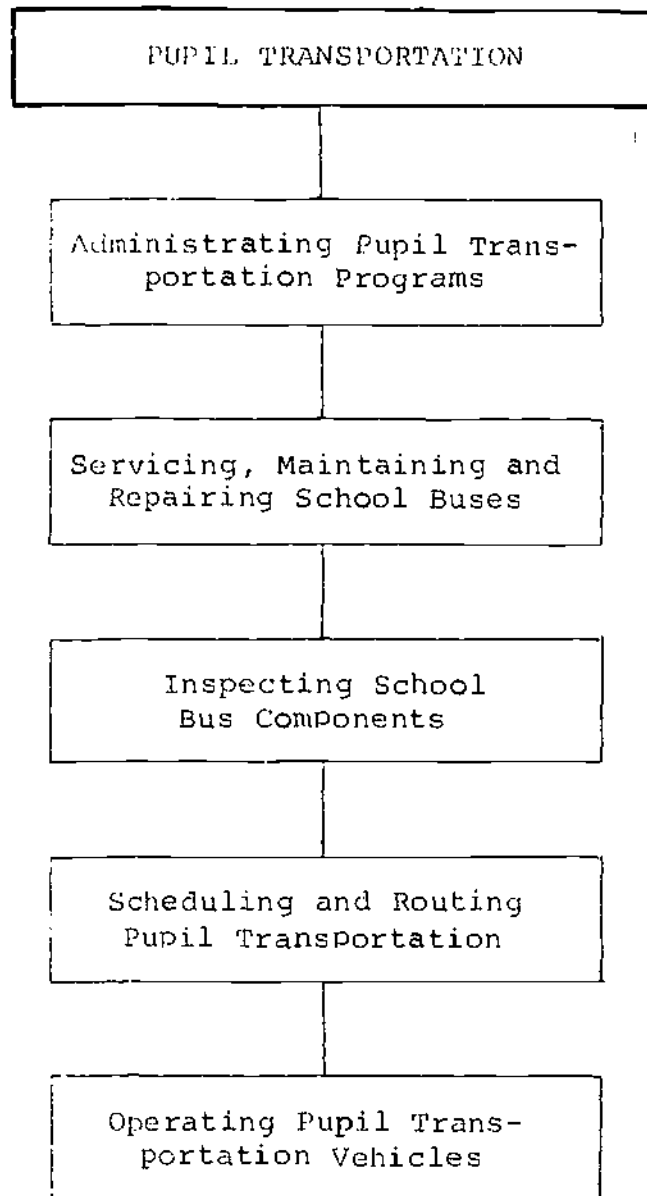 PUPIL TRANSPORTATION
Administrating Pupil Trans-
portation Programs
Servicing, Maintaining and
Repairing School Buses
Inspecting School
Bus Components
Scheduling and Routing
Pupil Transportation
Operating Pupil Trans-
portation Vehicles